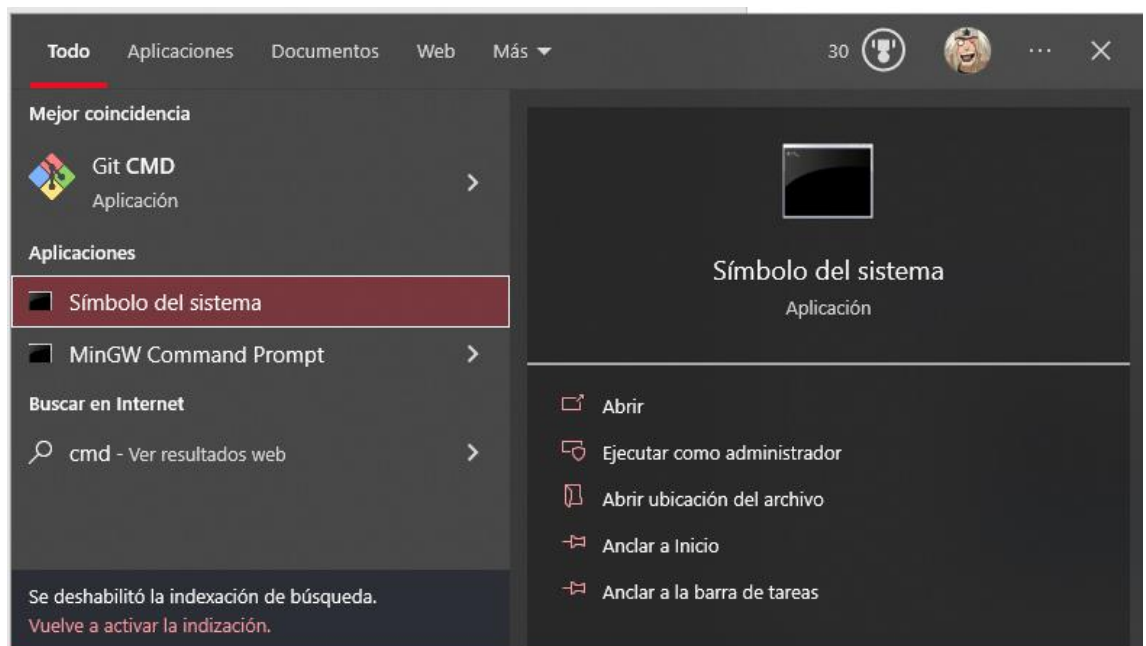 Todo Aplicaciones Documentos Web Más 30 ...
Mejor coincidencia
Git CMD
Aplicación
Aplicaciones
Símbolo del sistema
MinGW Command Prompt
Buscar en Internet
cmd - Ver resultados web
Se deshabilitó la indexación de búsqueda.
Vuelve a activar la indización.
Símbolo del sistema
Aplicación
Abrir
Ejecutar como administrador
Abrir ubicación del archivo
Anclar a Inicio
Anclar a la barra de tareas